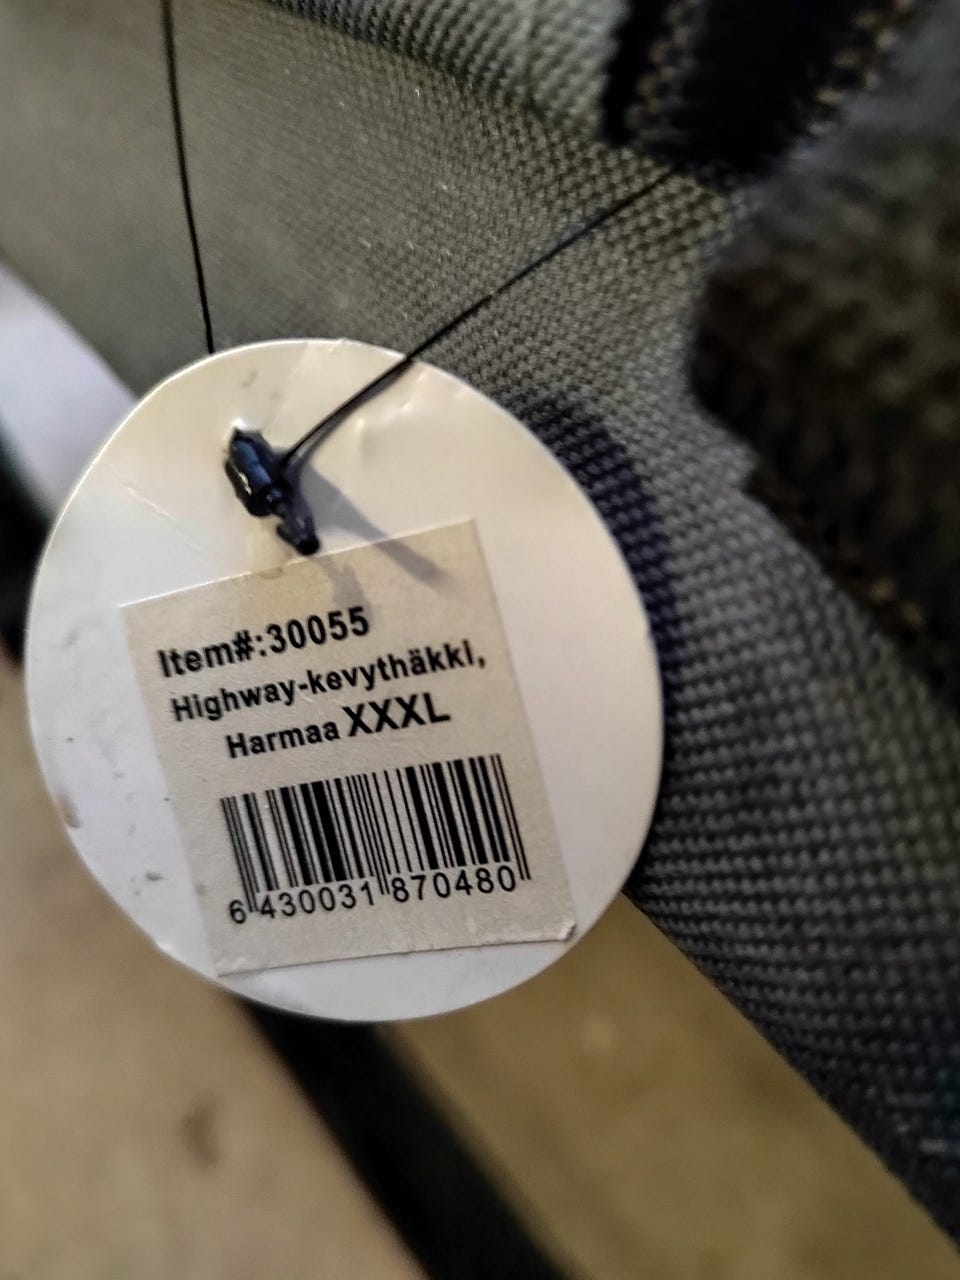 Item#:30055
Highway-kevythäkki,
Harmaa XXXL
6 430031 870480